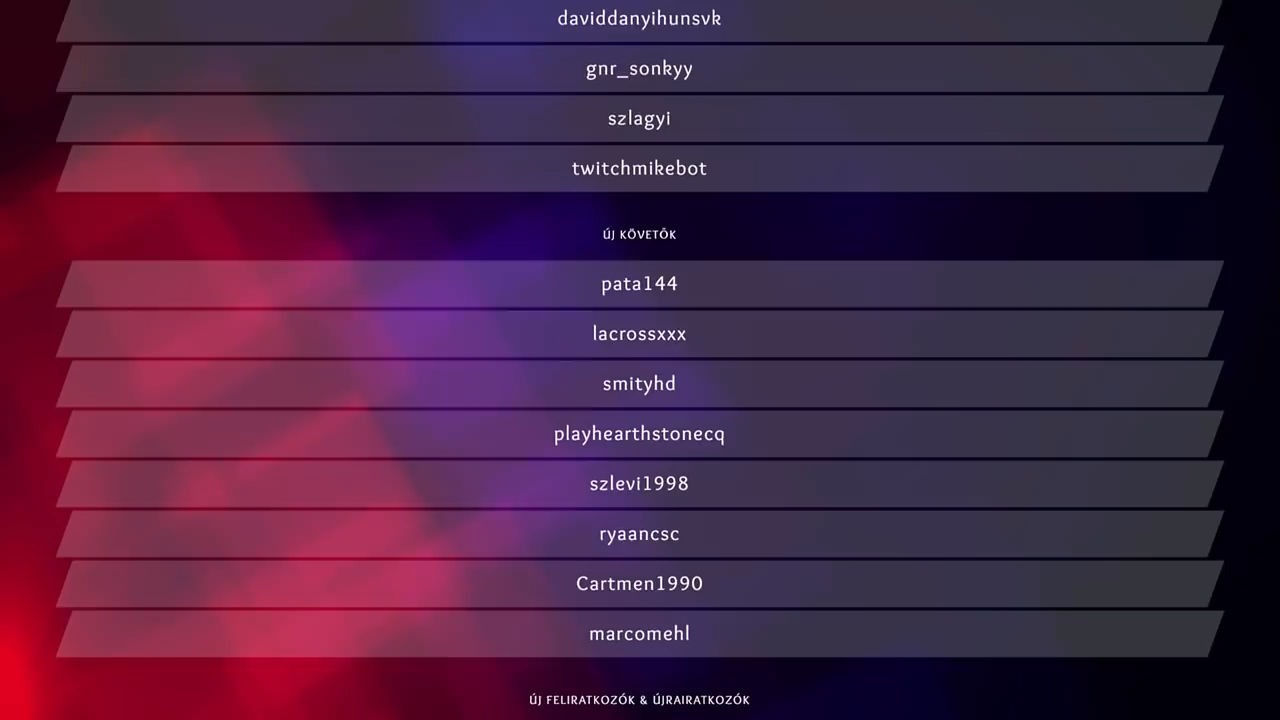 daviddanyihunsvk
gnr_sonkyy
szlagyi
twitchmikebot
ÚJ KÖVETŐK
pata144
lacrossxxx
smityhd
playhearthstonecq
szlevi1998
ryaancsc
Cartmen1990
marcomehl
ÚJ FELIRATKOZÓK & ÚJRAIRATKOZÓK